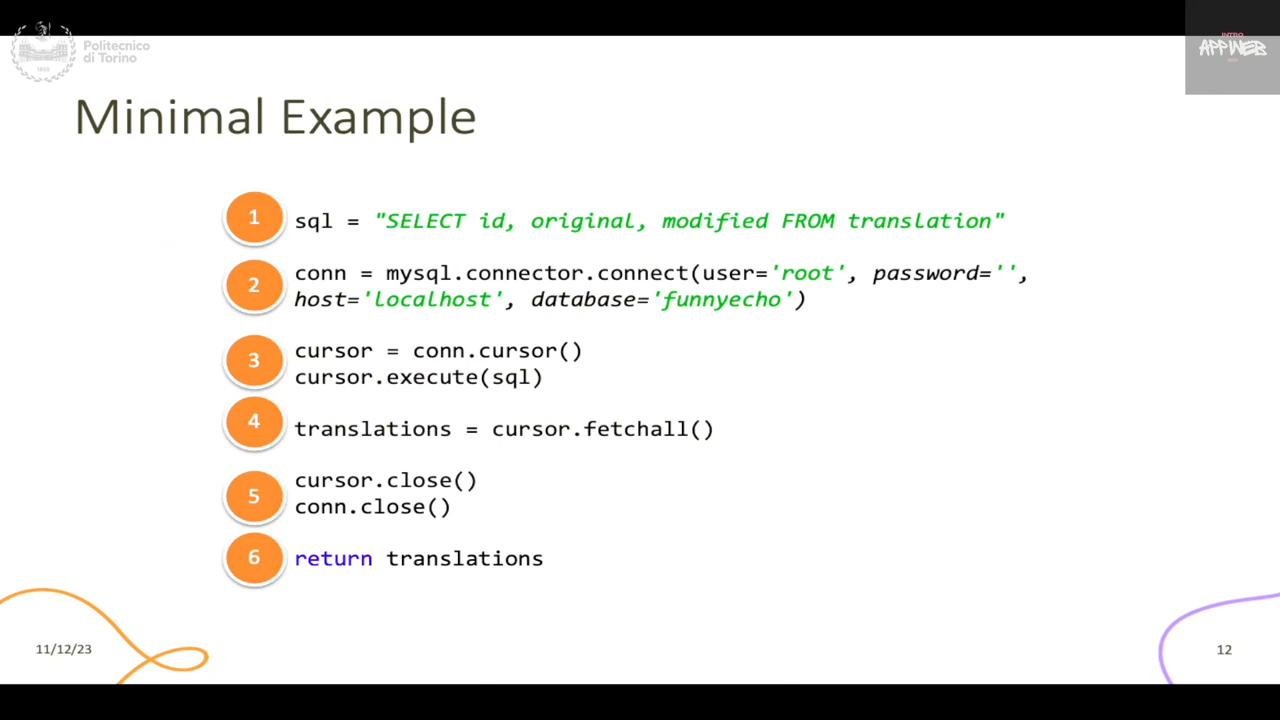 Politecnico
di Torino
INTRO
APPWEB
Minimal Example
1
sql = "SELECT id, original, modified FROM translation"
2
conn = mysql.connector.connect(user='root', password='',
host='localhost', database='funnyecho')
3
cursor = conn.cursor()
cursor.execute(sql)
4
translations = cursor.fetchall()
5
cursor.close()
conn.close()
6
return translations
11/12/23
12